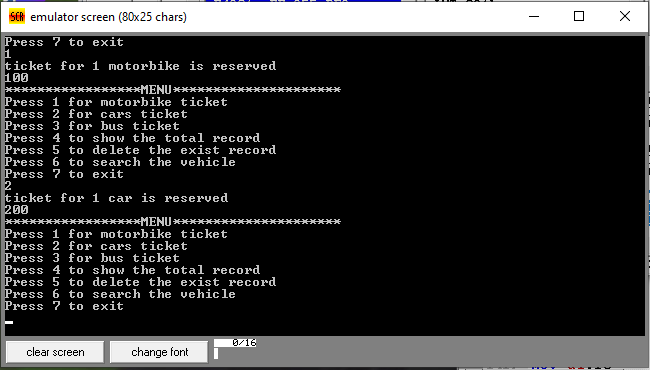 emulator screen (80x25 chars)
Press 7 to exit
1
ticket for 1 motorbike is reserved
100
*****************MENU*********************
Press 1 for motorbike ticket
Press 2 for cars ticket
Press 3 for bus ticket
Press 4 to show the total record
Press 5 to delete the exist record
Press 6 to search the vehicle
Press 7 to exit
2
ticket for 1 car is reserved
200
*****************MENU*********************
Press 1 for motorbike ticket
Press 2 for cars ticket
Press 3 for bus ticket
Press 4 to show the total record
Press 5 to delete the exist record
Press 6 to search the vehicle
Press 7 to exit
clear screen
change font
0/16